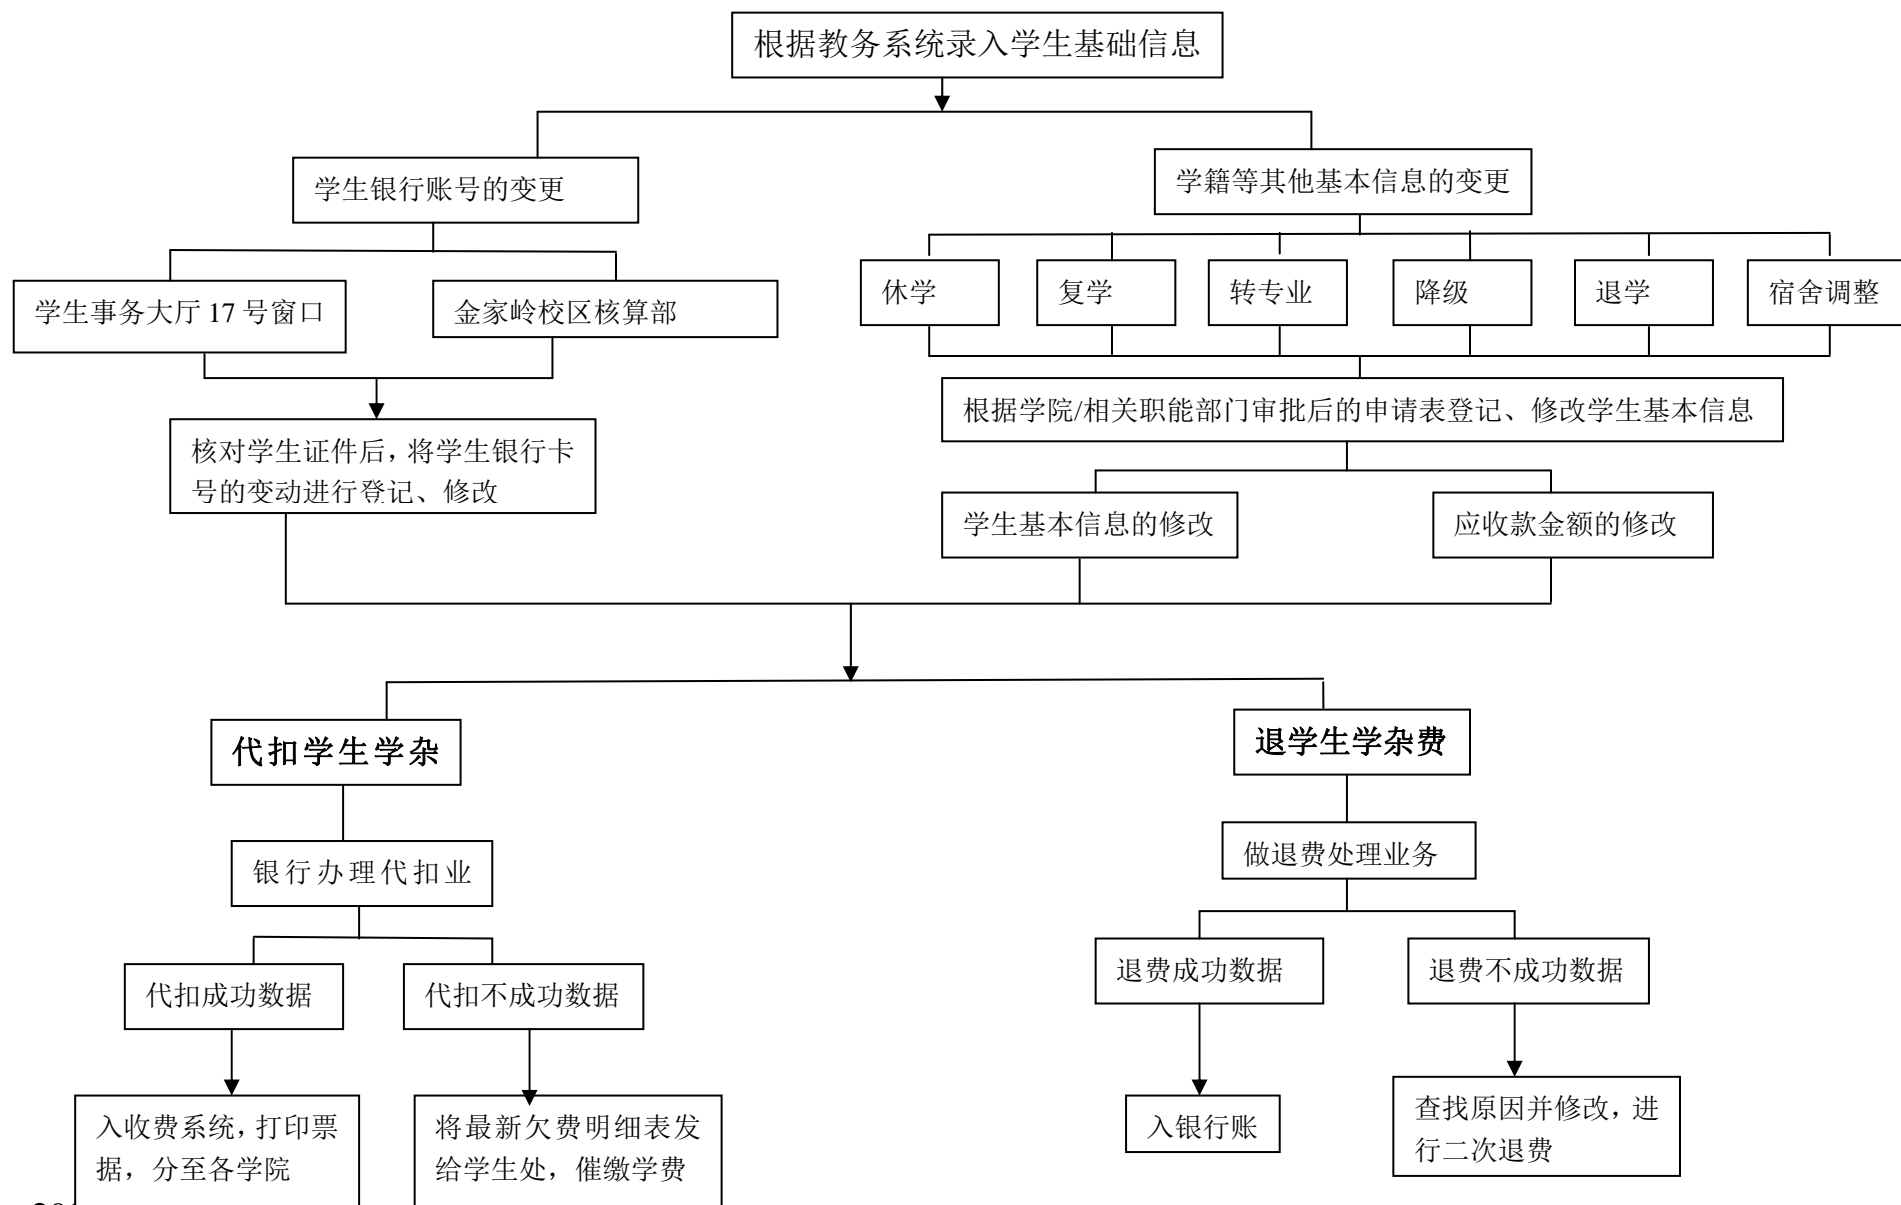 根据教务系统录入学生基础信息
学生银行账号的变更
学籍等其他基本信息的变更
学生事务大厅 17 号窗口
金家岭校区核算部
休学
复学
转专业
降级
退学
宿舍调整
核对学生证件后，将学生银行卡
号的变动进行登记、修改
根据学院/相关职能部门审批后的申请表登记、修改学生基本信息
学生基本信息的修改
应收款金额的修改
代扣学生学杂
退学生学杂费
银行办理代扣业
做退费处理业务
代扣成功数据
代扣不成功数据
退费成功数据
退费不成功数据
入收费系统，打印票
据，分至各学院
将最新欠费明细表发
给学生处，催缴学费
入银行账
查找原因并修改，进
行二次退费